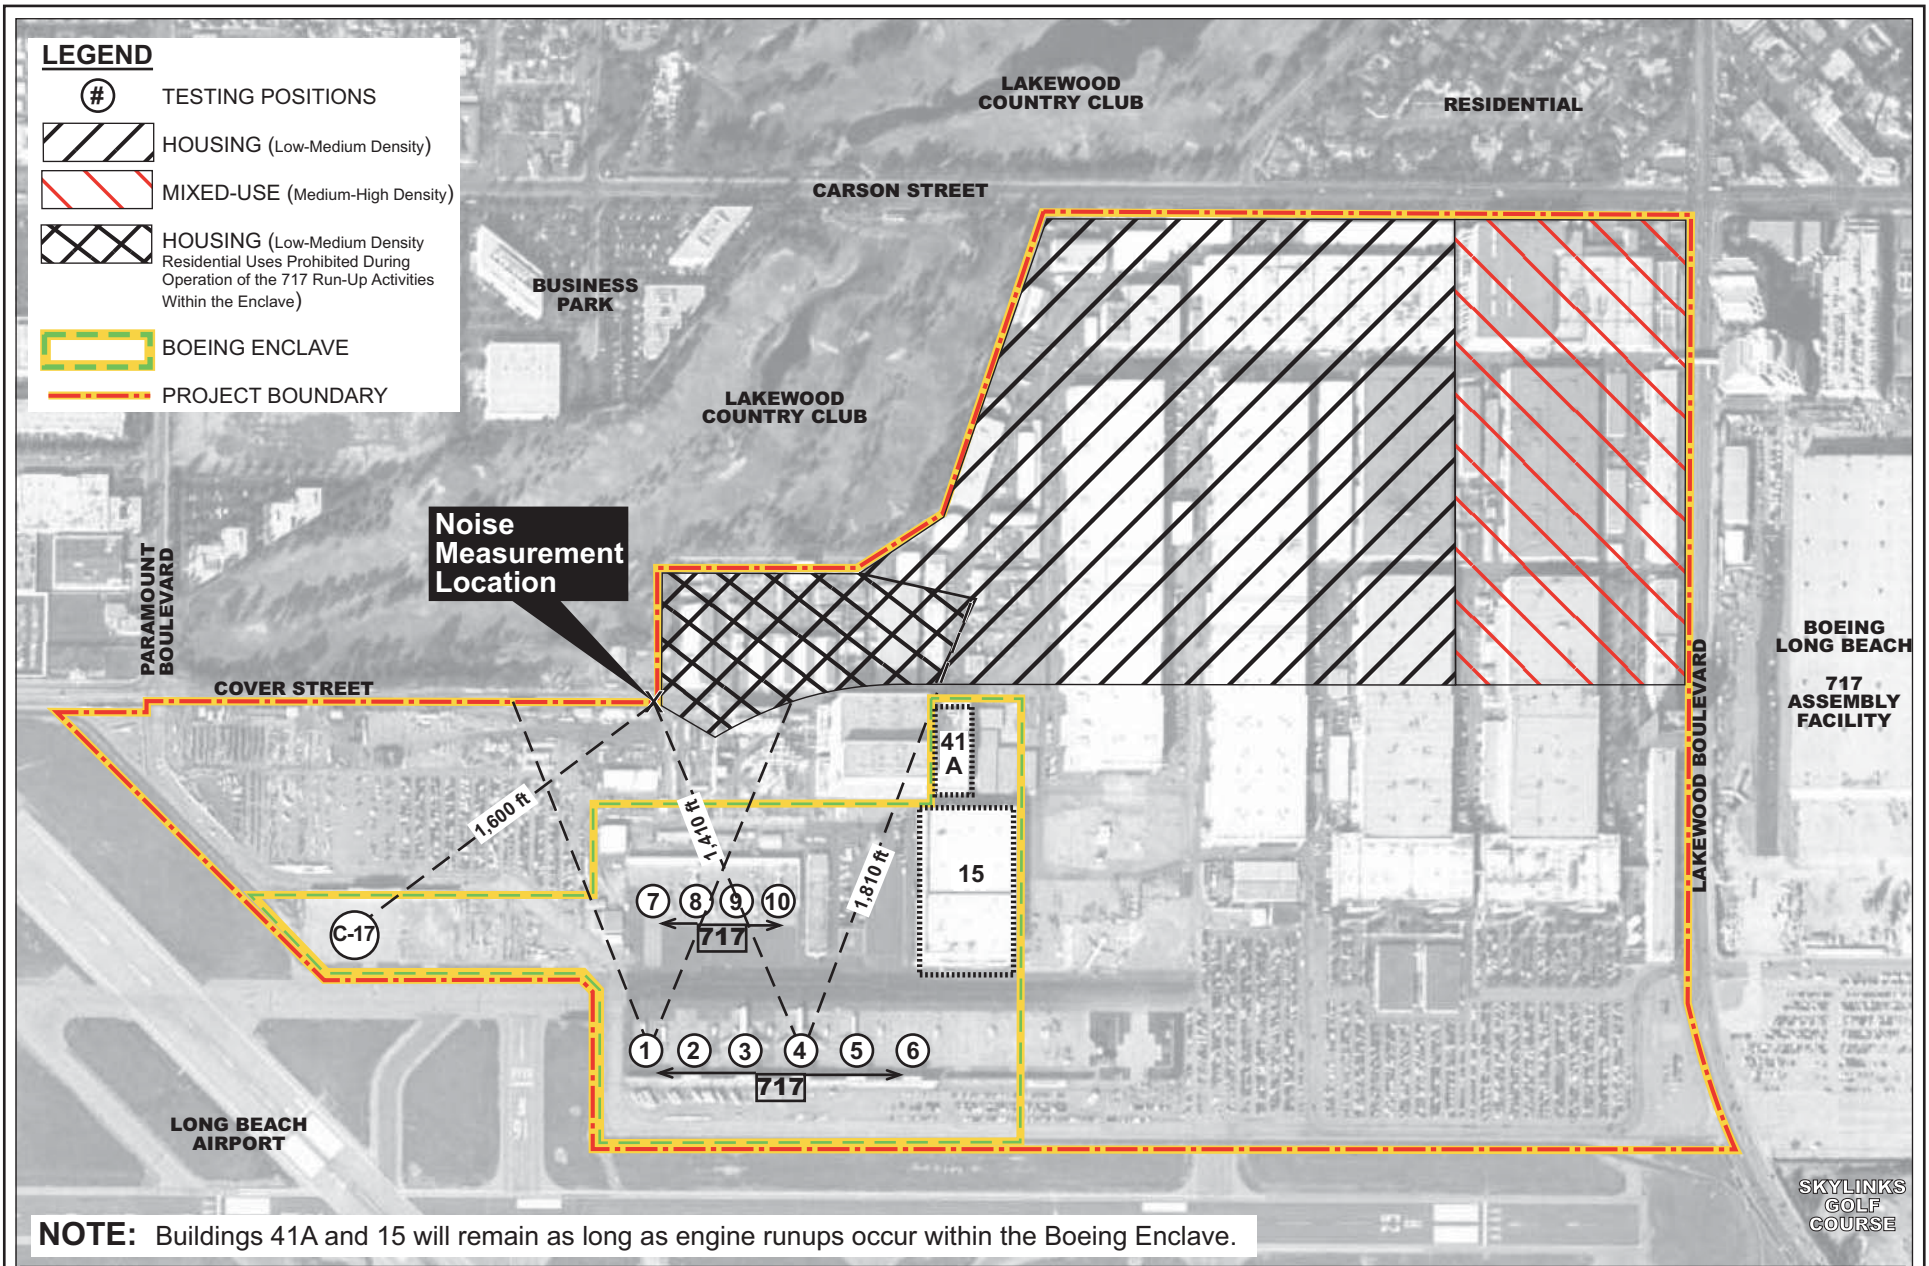 LEGEND
# TESTING POSITIONS
HOUSING (Low-Medium Density)
MIXED-USE (Medium-High Density)
HOUSING (Low-Medium Density
Residential Uses Prohibited During
Operation of the 717 Run-Up Activities
Within the Enclave)
BOEING ENCLAVE
PROJECT BOUNDARY
LAKEWOOD
COUNTRY CLUB
RESIDENTIAL
CARSON STREET
BUSINESS
PARK
LAKEWOOD
COUNTRY CLUB
Noise
Measurement
Location
PARAMOUNT
BOULEVARD
COVER STREET
BOEING
LONG BEACH
717
ASSEMBLY
FACILITY
LAKEWOOD BOULEVARD
41
A
1,600 ft
1,410 ft
1,810 ft
15
7 8 9 10
717
C-17
1 2 3 4 5 6
717
LONG BEACH
AIRPORT
SKYLINKS
GOLF
COURSE
NOTE: Buildings 41A and 15 will remain as long as engine runups occur within the Boeing Enclave.